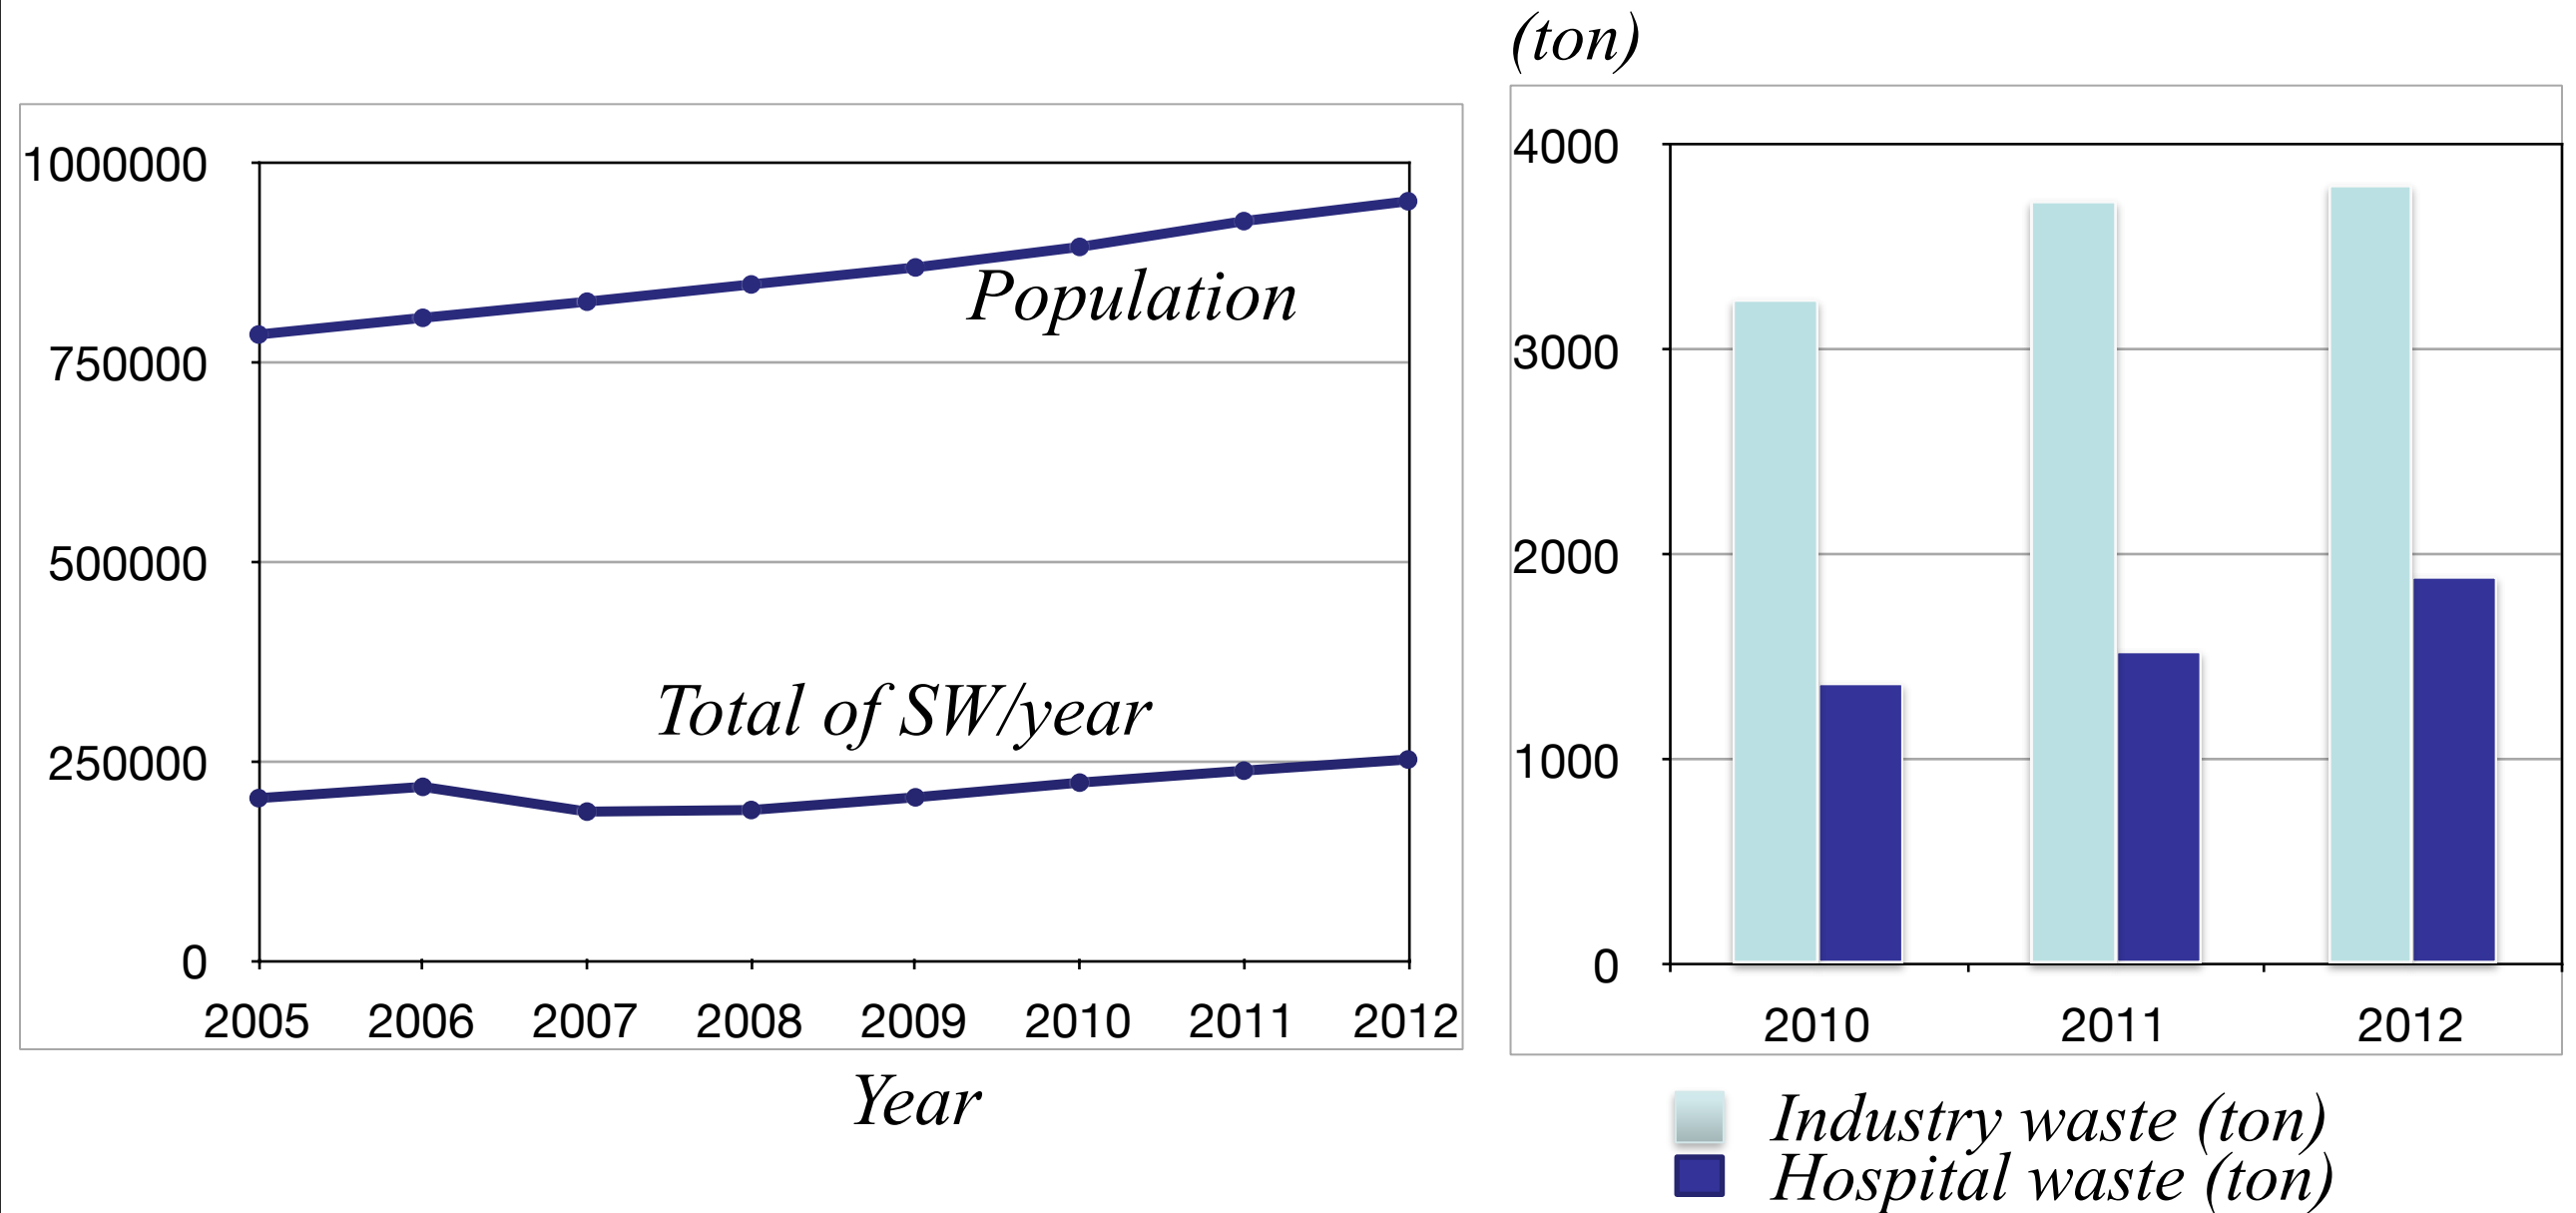 1000000
750000
500000
250000
0
Population
Total of SW/year
2005 2006 2007 2008 2009 2010 2011 2012
Year
(ton)
4000
3000
2000
1000
0
2010 2011 2012
Industry waste (ton)
Hospital waste (ton)